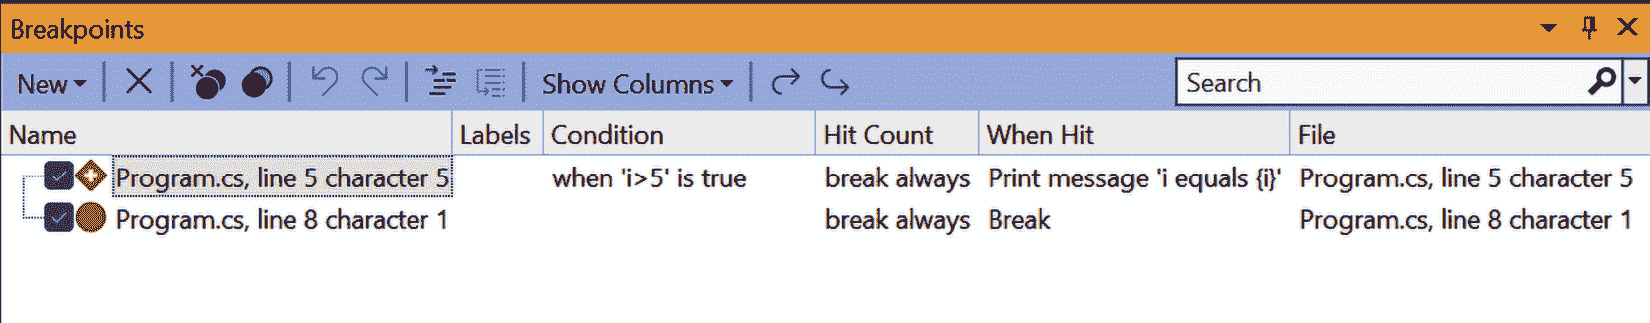 Breakpoints
New Show Columns Search
Name Labels Condition Hit Count When Hit File
Program.cs, line 5 character 5 when 'i>5' is true break always Print message 'i equals {i}' Program.cs, line 5 character 5
Program.cs, line 8 character 1 break always Break Program.cs, line 8 character 1